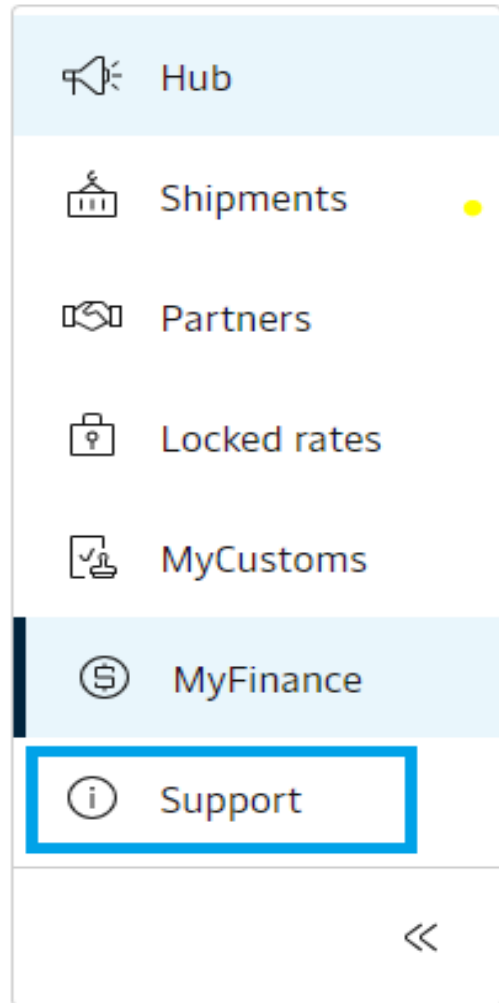 Hub
Shipments
Partners
Locked rates
MyCustoms
MyFinance
Support